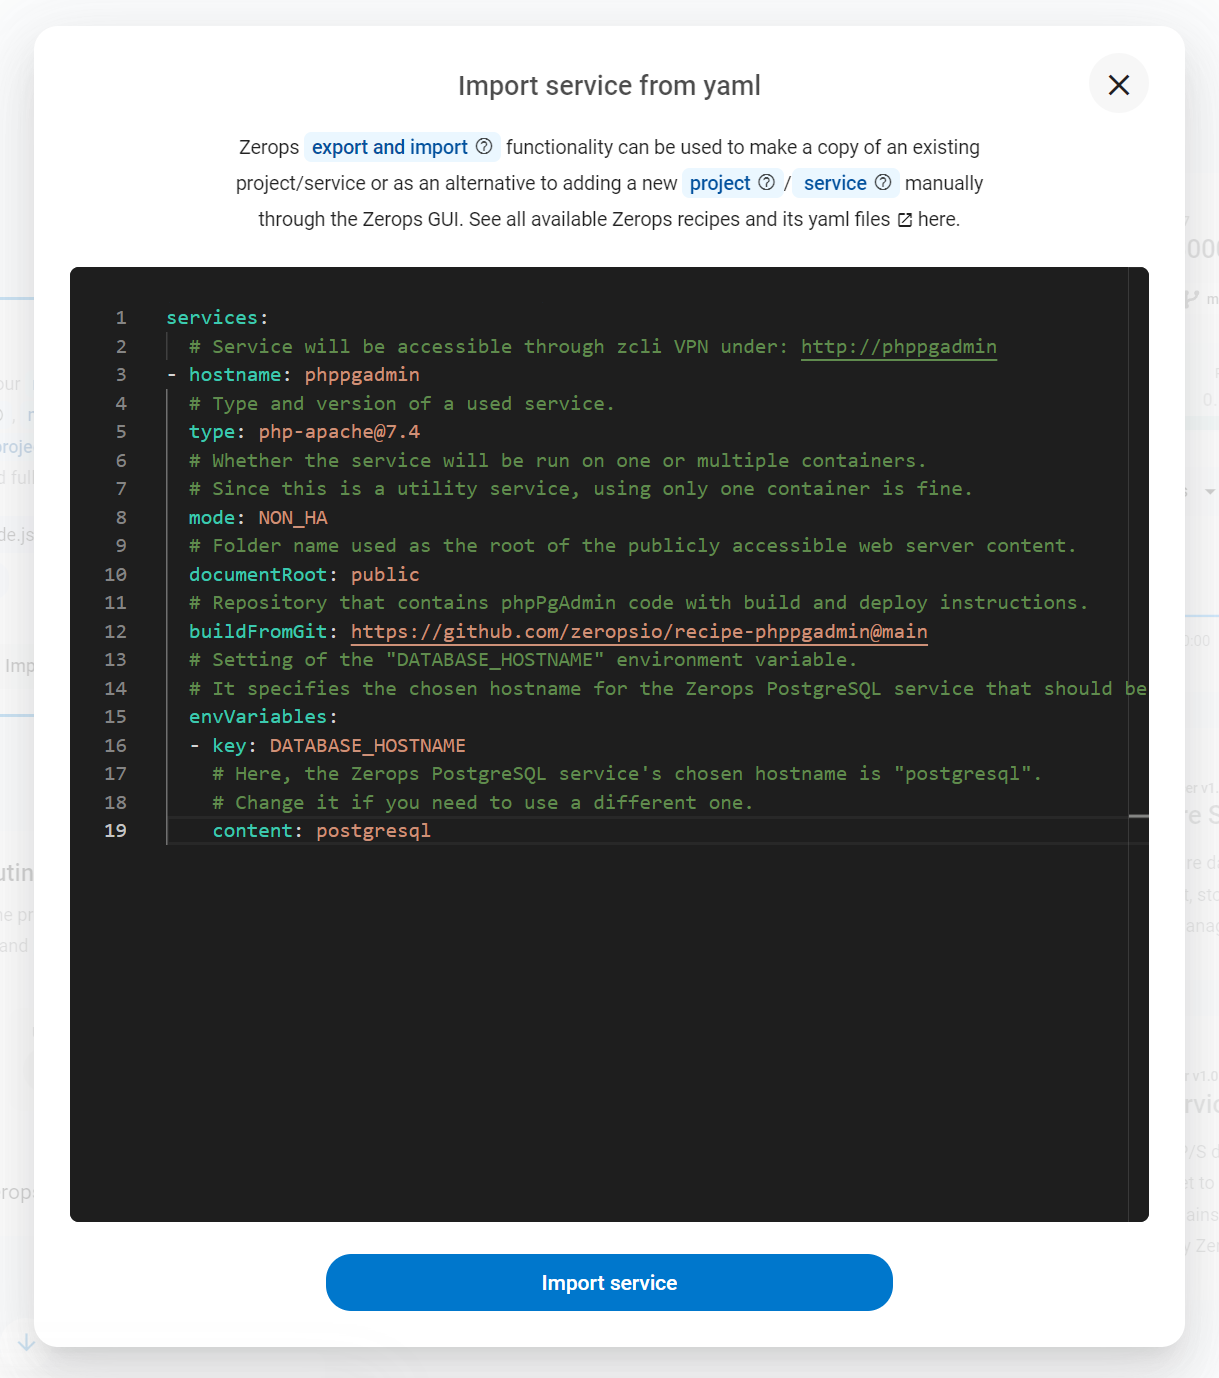 Import service from yaml
Zerops export and import functionality can be used to make a copy of an existing
project/service or as an alternative to adding a new project / service manually
through the Zerops GUI. See all available Zerops recipes and its yaml files here.
1 services:
2 # Service will be accessible through zcli VPN under: http://phppgadmin
3 - hostname: phppgadmin
4 # Type and version of a used service.
5 type: php-apache@7.4
6 # Whether the service will be run on one or multiple containers.
7 # Since this is a utility service, using only one container is fine.
8 mode: NON_HA
9 # Folder name used as the root of the publicly accessible web server content.
10 documentRoot: public
11 # Repository that contains phpPgAdmin code with build and deploy instructions.
12 buildFromGit: https://github.com/zeropsio/recipe-phppgadmin@main
13 # Setting of the "DATABASE_HOSTNAME" environment variable.
14 # It specifies the chosen hostname for the Zerops PostgreSQL service that should be
15 envVariables:
16 - key: DATABASE_HOSTNAME
17 # Here, the Zerops PostgreSQL service's chosen hostname is "postgresql".
18 # Change it if you need to use a different one.
19 content: postgresql
Import service